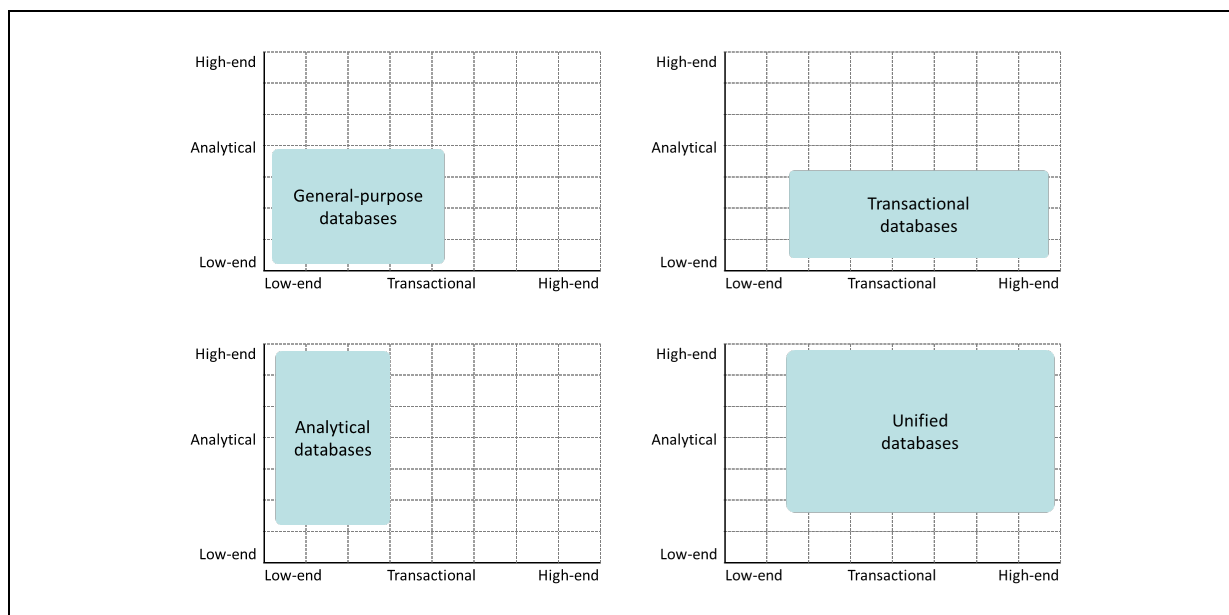 High-end
Analytical
General-purpose
databases
Low-end
Low-end Transactional High-end
High-end
Analytical
Transactional
databases
Low-end
Low-end Transactional High-end
High-end
Analytical
Analytical
databases
Low-end
Low-end Transactional High-end
High-end
Analytical
Unified
databases
Low-end
Low-end Transactional High-end